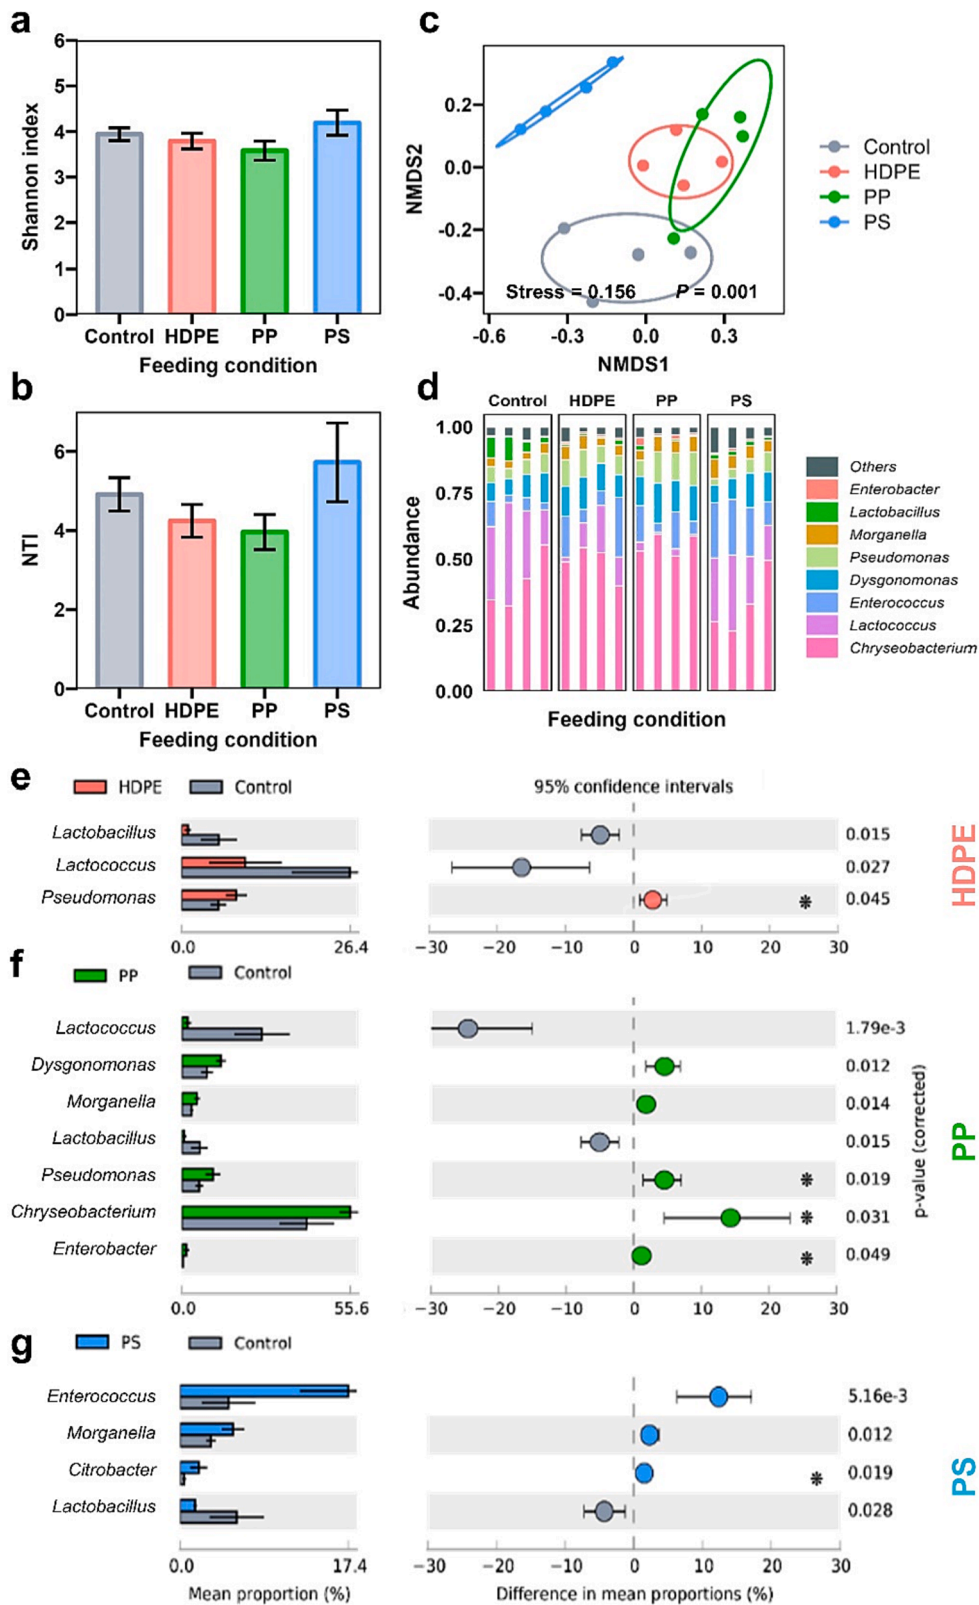 a
6
5
4
3
2
1
0
Shannon index
Control HDPE PP PS
Feeding condition
b
6
4
2
0
NTI
Control HDPE PP PS
Feeding condition
c
0.2
0.0
-0.2
-0.4
NMDS2
Stress = 0.156 P = 0.001
-0.6 -0.3 0.0 0.3
NMDS1
Control
HDPE
PP
PS
d
Control HDPE PP PS
1.00
0.75
0.50
0.25
0.00
Abundance
Feeding condition
Others
Enterobacter
Lactobacillus
Morganella
Pseudomonas
Dysgonomonas
Enterococcus
Lactococcus
Chryseobacterium
e
HDPE Control
95% confidence intervals
Lactobacillus 0.015
Lactococcus 0.027
Pseudomonas * 0.045
0.0 26.4 −30 −20 −10 0 10 20 30
HDPE
f
PP Control
Lactococcus 1.79e-3
Dysgonomonas 0.012
Morganella 0.014
Lactobacillus 0.015
Pseudomonas * 0.019
Chryseobacterium * 0.031
Enterobacter * 0.049
0.0 55.6 −30 −20 −10 0 10 20 30
p-value (corrected)
PP
g
PS Control
Enterococcus 5.16e-3
Morganella 0.012
Citrobacter * 0.019
Lactobacillus 0.028
0.0 17.4 −30 −20 −10 0 10 20 30
Mean proportion (%) Difference in mean proportions (%)
PS